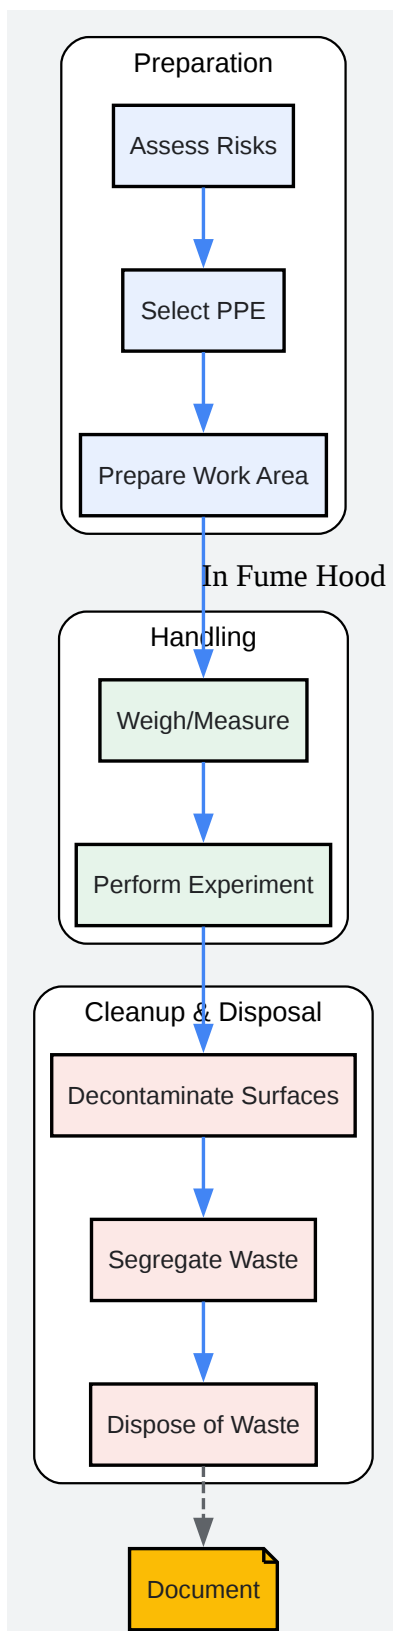 Preparation
Assess Risks
Select PPE
Prepare Work Area
In Fume Hood
Handling
Weigh/Measure
Perform Experiment
Cleanup & Disposal
Decontaminate Surfaces
Segregate Waste
Dispose of Waste
Document